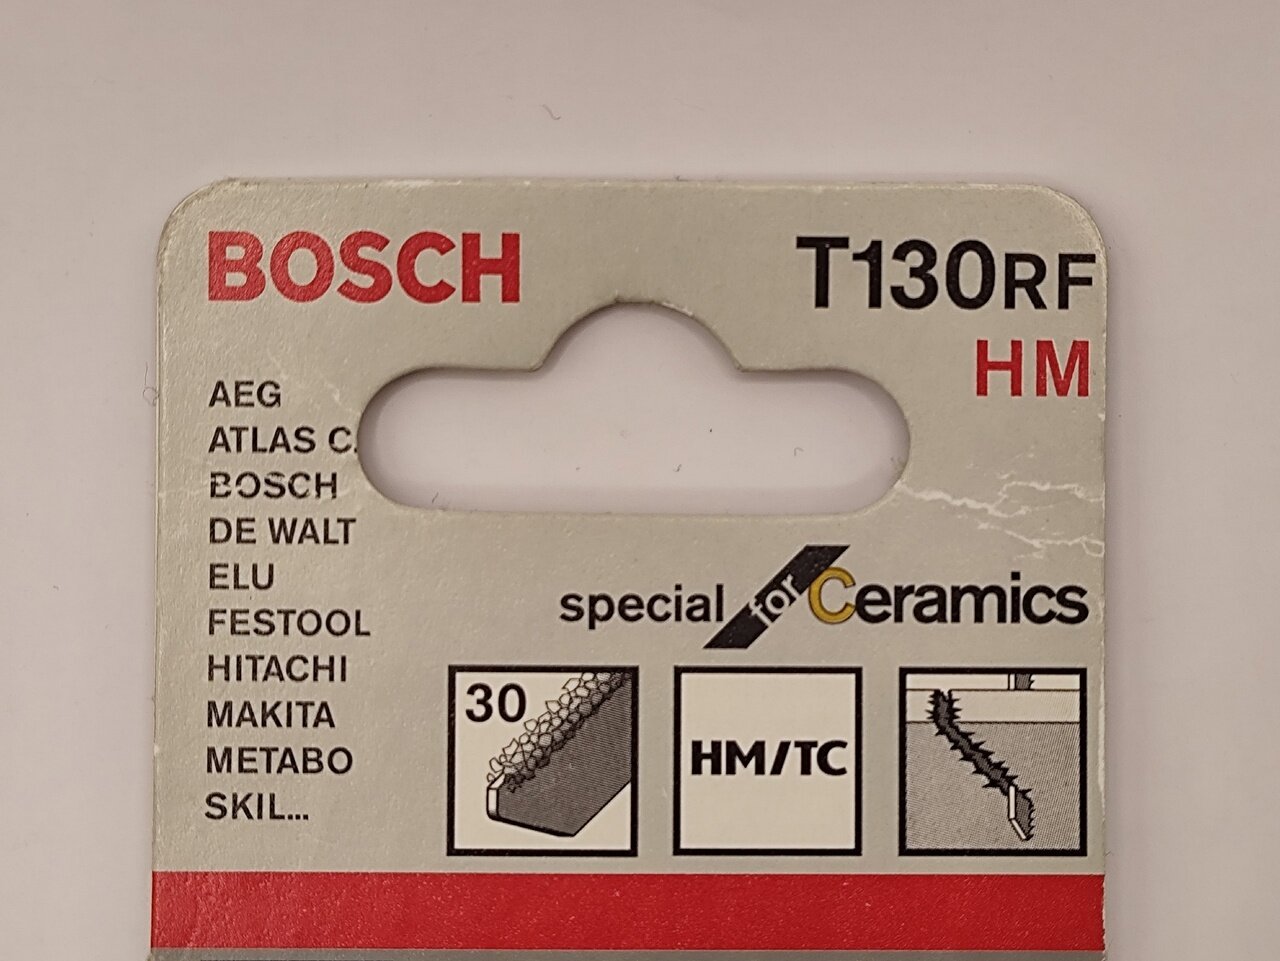 BOSCH
T130RF
HM
AEG
ATLAS C.
BOSCH
DE WALT
ELU
FESTOOL
HITACHI
MAKITA
METABO
SKIL...
special for Ceramics
30
HM/TC